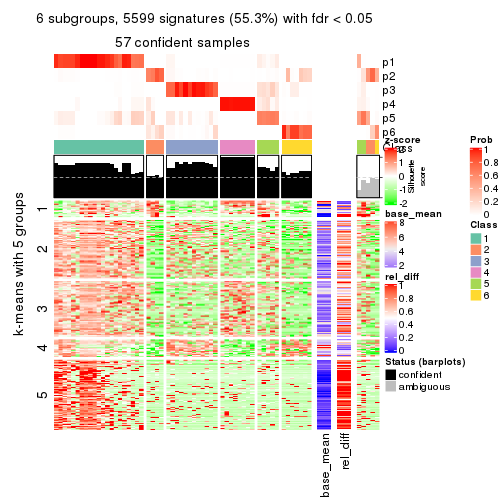 6 subgroups, 5599 signatures (55.3%) with fdr < 0.05
57 confident samples
p1
p2
p3
p4
p5
p6
Class
1
0.5
0
Silhouette
score
k-means with 5 groups
1
2
3
4
5
base_mean
rel_diff
z-score
2
1
0
-1
-2
base_mean
8
6
4
2
rel_diff
1
0.8
0.6
0.4
0.2
0
Status (barplots)
confident
ambiguous
Prob
1
0.8
0.6
0.4
0.2
0
Class
1
2
3
4
5
6